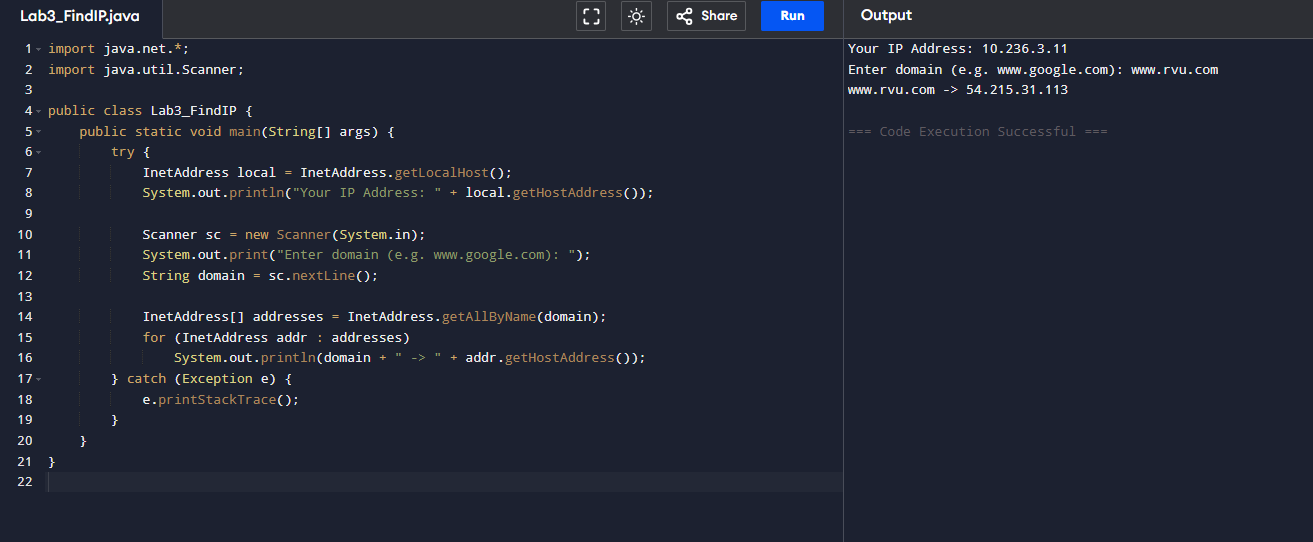 Lab3_FindIP.java
Share
Run
Output
1 import java.net.*;
2 import java.util.Scanner;
3
4 public class Lab3_FindIP {
5     public static void main(String[] args) {
6         try {
7             InetAddress local = InetAddress.getLocalHost();
8             System.out.println("Your IP Address: " + local.getHostAddress());
9
10             Scanner sc = new Scanner(System.in);
11             System.out.print("Enter domain (e.g. www.google.com): ");
12             String domain = sc.nextLine();
13
14             InetAddress[] addresses = InetAddress.getAllByName(domain);
15             for (InetAddress addr : addresses)
16                 System.out.println(domain + " -> " + addr.getHostAddress());
17         } catch (Exception e) {
18             e.printStackTrace();
19         }
20     }
21 }
22
Your IP Address: 10.236.3.11
Enter domain (e.g. www.google.com): www.rvu.com
www.rvu.com -> 54.215.31.113
=== Code Execution Successful ===